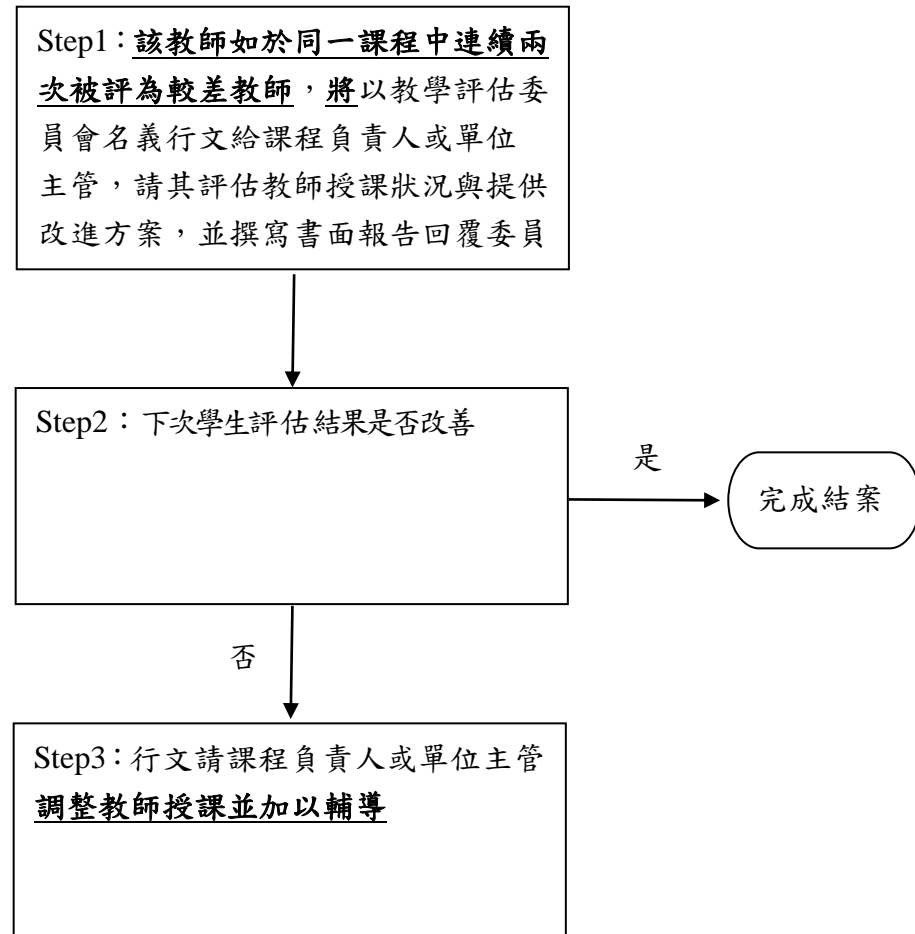 Step1：該教師如於同一課程中連續兩
次被評為較差教師，將以教學評估委
員會名義行文給課程負責人或單位
主管，請其評估教師授課狀況與提供
改進方案，並撰寫書面報告回覆委員
Step2：下次學生評估結果是否改善
是
完成結案
否
Step3：行文請課程負責人或單位主管
調整教師授課並加以輔導